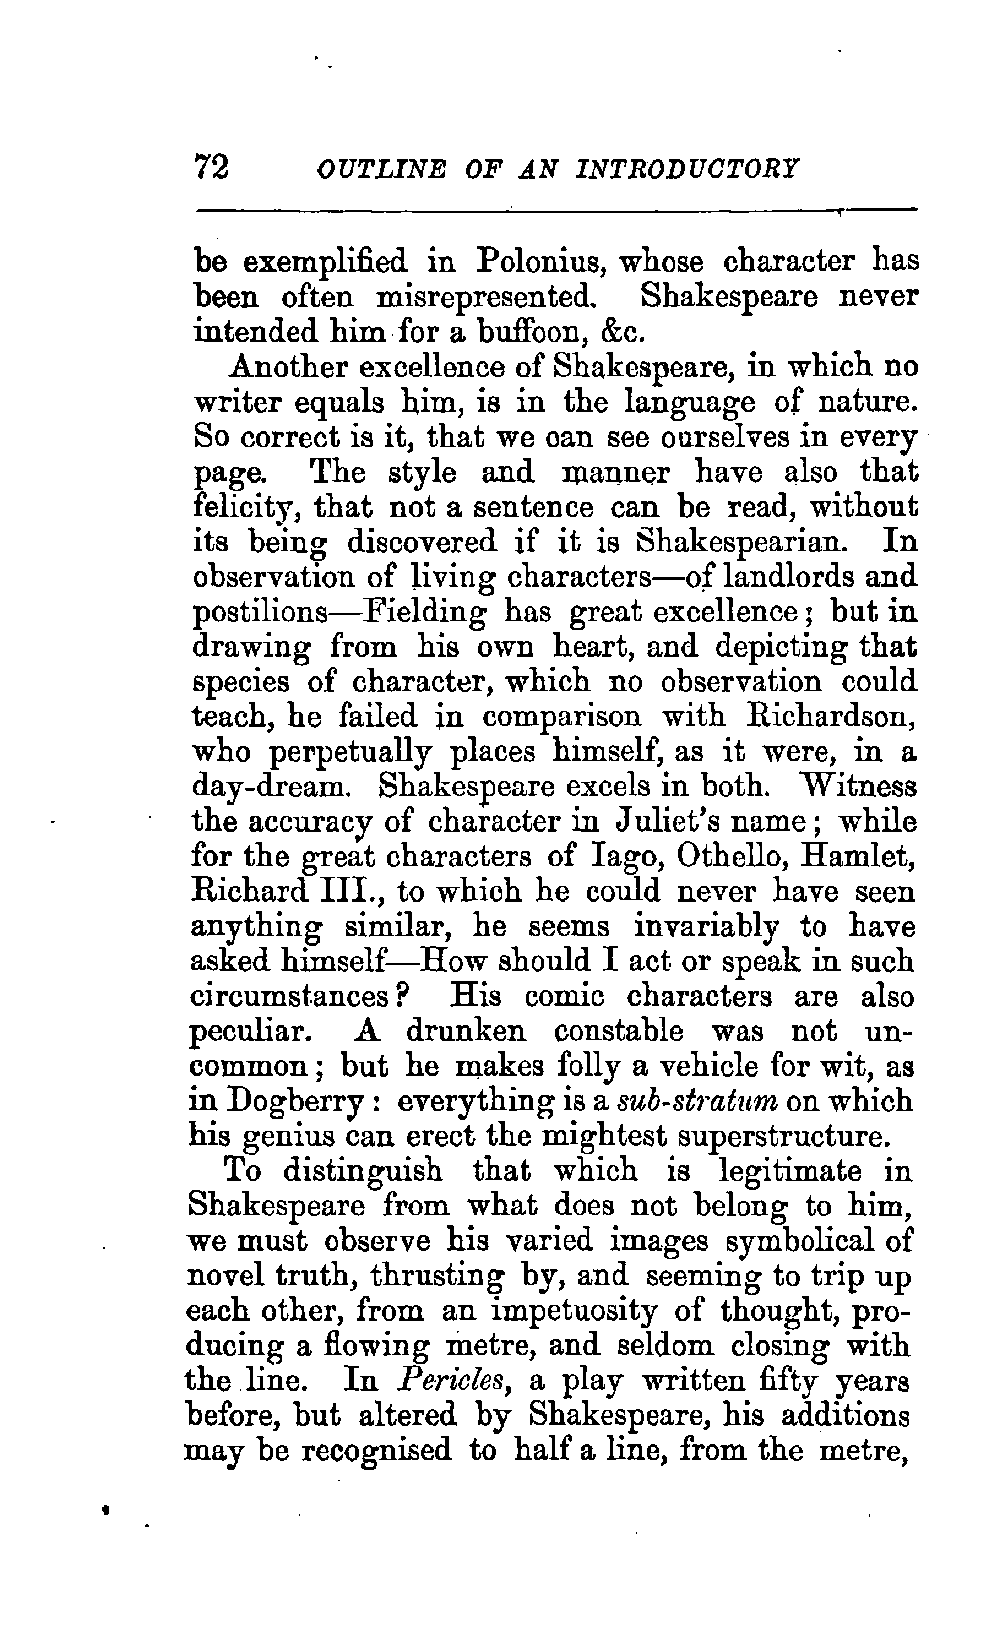 72 OUTLINE OF AN INTRODUCTORY
be exemplified in Polonius, whose character has
been often misrepresented. Shakespeare never
intended him for a buffoon, &c.
Another excellence of Shakespeare, in which no
writer equals him, is in the language of nature.
So correct is it, that we can see ourselves in every
page. The style and manner have also that
felicity, that not a sentence can be read, without
its being discovered if it is Shakespearian. In
observation of living characters—of landlords and
postilions—Fielding has great excellence; but in
drawing from his own heart, and depicting that
species of character, which no observation could
teach, he failed in comparison with Richardson,
who perpetually places himself, as it were, in a
day-dream. Shakespeare excels in both. Witness
the accuracy of character in Juliet's name; while
for the great characters of Iago, Othello, Hamlet,
Richard III., to which he could never have seen
anything similar, he seems invariably to have
asked himself—How should I act or speak in such
circumstances? His comic characters are also
peculiar. A drunken constable was not un-
common; but he makes folly a vehicle for wit, as
in Dogberry: everything is a sub-stratum on which
his genius can erect the mightest superstructure.
To distinguish that which is legitimate in
Shakespeare from what does not belong to him,
we must observe his varied images symbolical of
novel truth, thrusting by, and seeming to trip up
each other, from an impetuosity of thought, pro-
ducing a flowing metre, and seldom closing with
the line. In Pericles, a play written fifty years
before, but altered by Shakespeare, his additions
may be recognised to half a line, from the metre,